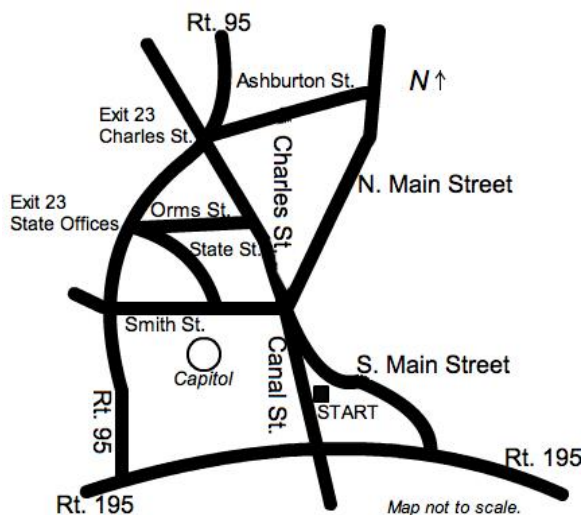 Rt. 95
Ashburton St.
N ↑
Exit 23
Charles St.
Charles St.
N. Main Street
Exit 23
State Offices
Orms St.
State St.
Smith St.
Capitol
Canal St.
S. Main Street
START
Rt. 95
Rt. 195
Rt. 195
Map not to scale.